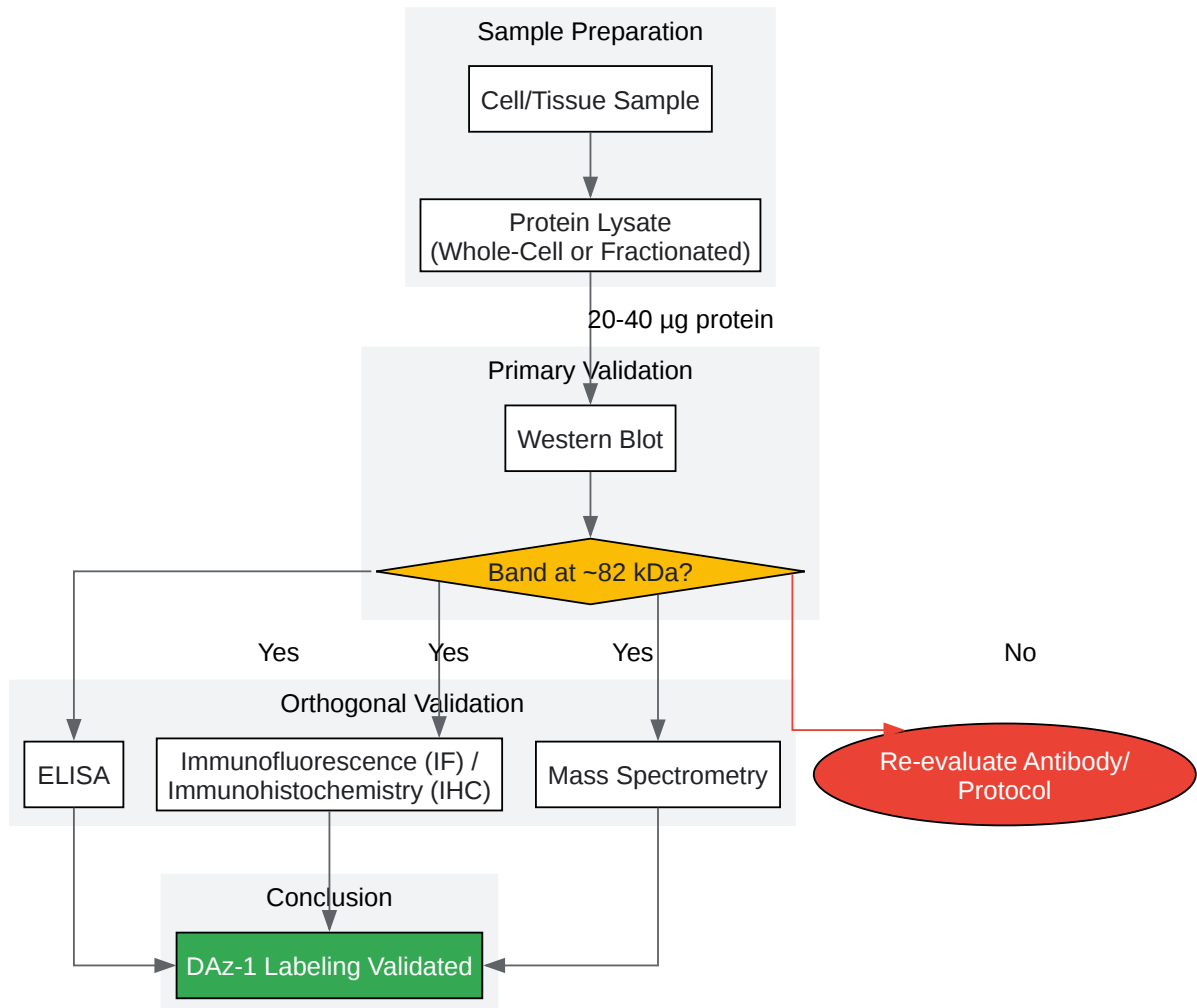 Sample Preparation
Cell/Tissue Sample
Protein Lysate
(Whole-Cell or Fractionated)
20-40 µg protein
Primary Validation
Western Blot
Band at ~82 kDa?
Yes
Yes
Yes
No
Orthogonal Validation
ELISA
Immunofluorescence (IF) /
Immunohistochemistry (IHC)
Mass Spectrometry
Re-evaluate Antibody/
Protocol
Conclusion
DAz-1 Labeling Validated